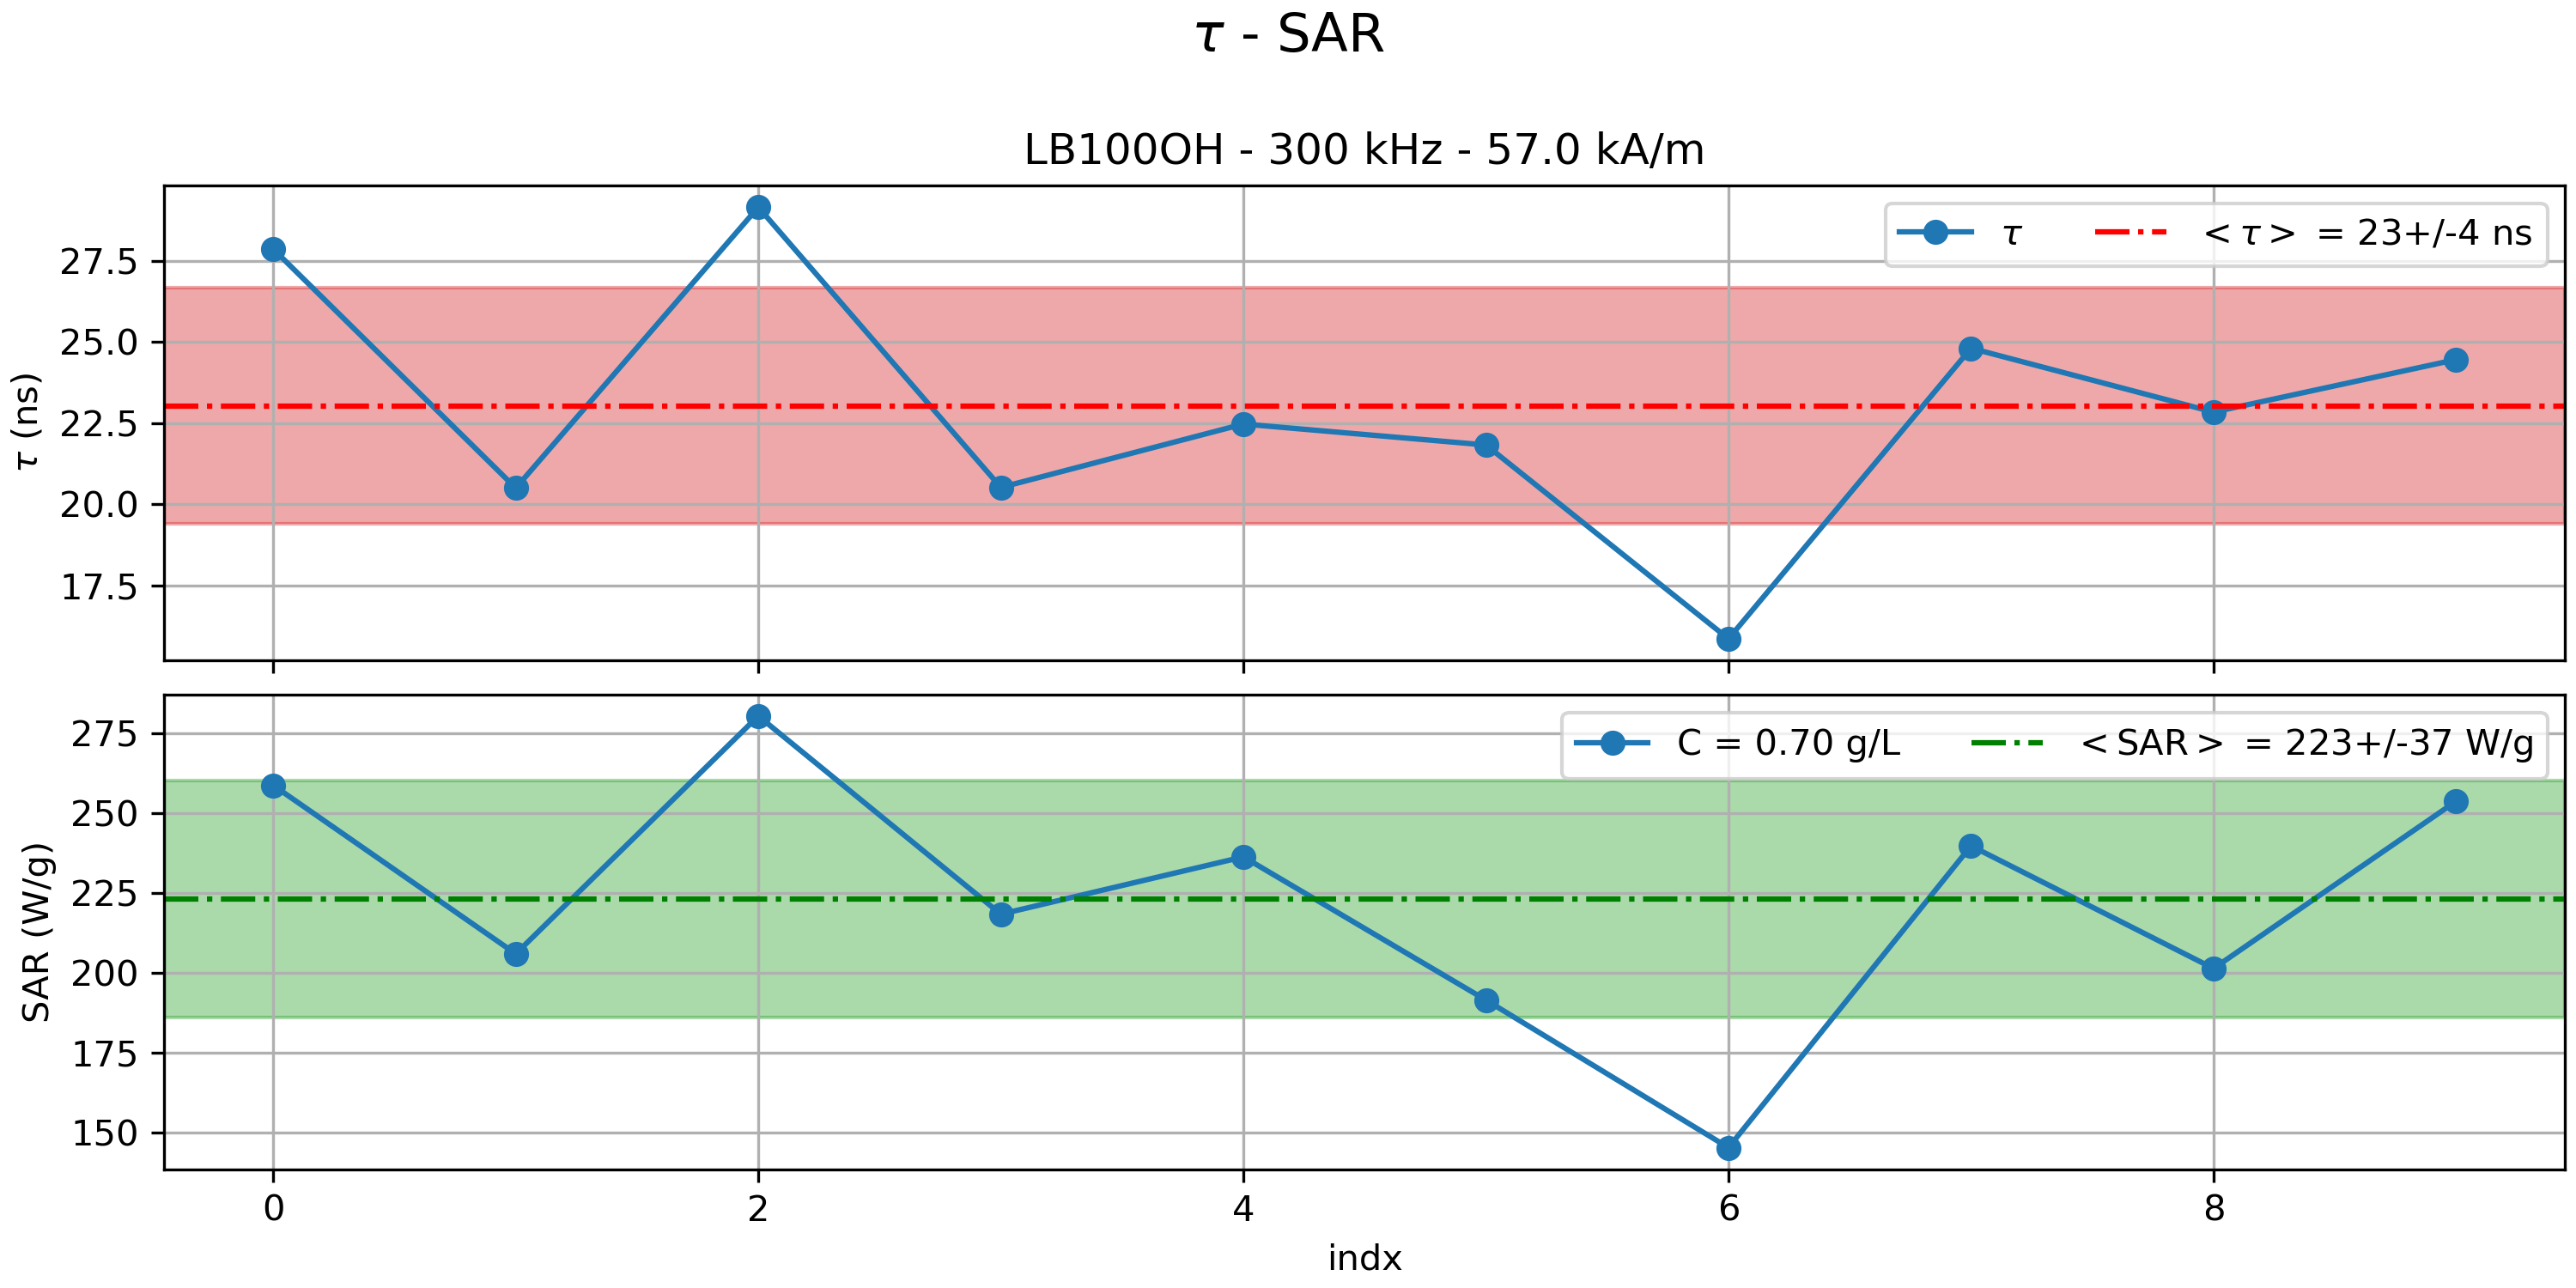 τ - SAR
LB100OH - 300 kHz - 57.0 kA/m
τ (ns)
27.5
25.0
22.5
20.0
17.5
τ
< τ > = 23+/-4 ns
SAR (W/g)
275
250
225
200
175
150
C = 0.70 g/L
< SAR > = 223+/-37 W/g
0 2 4 6 8
indx